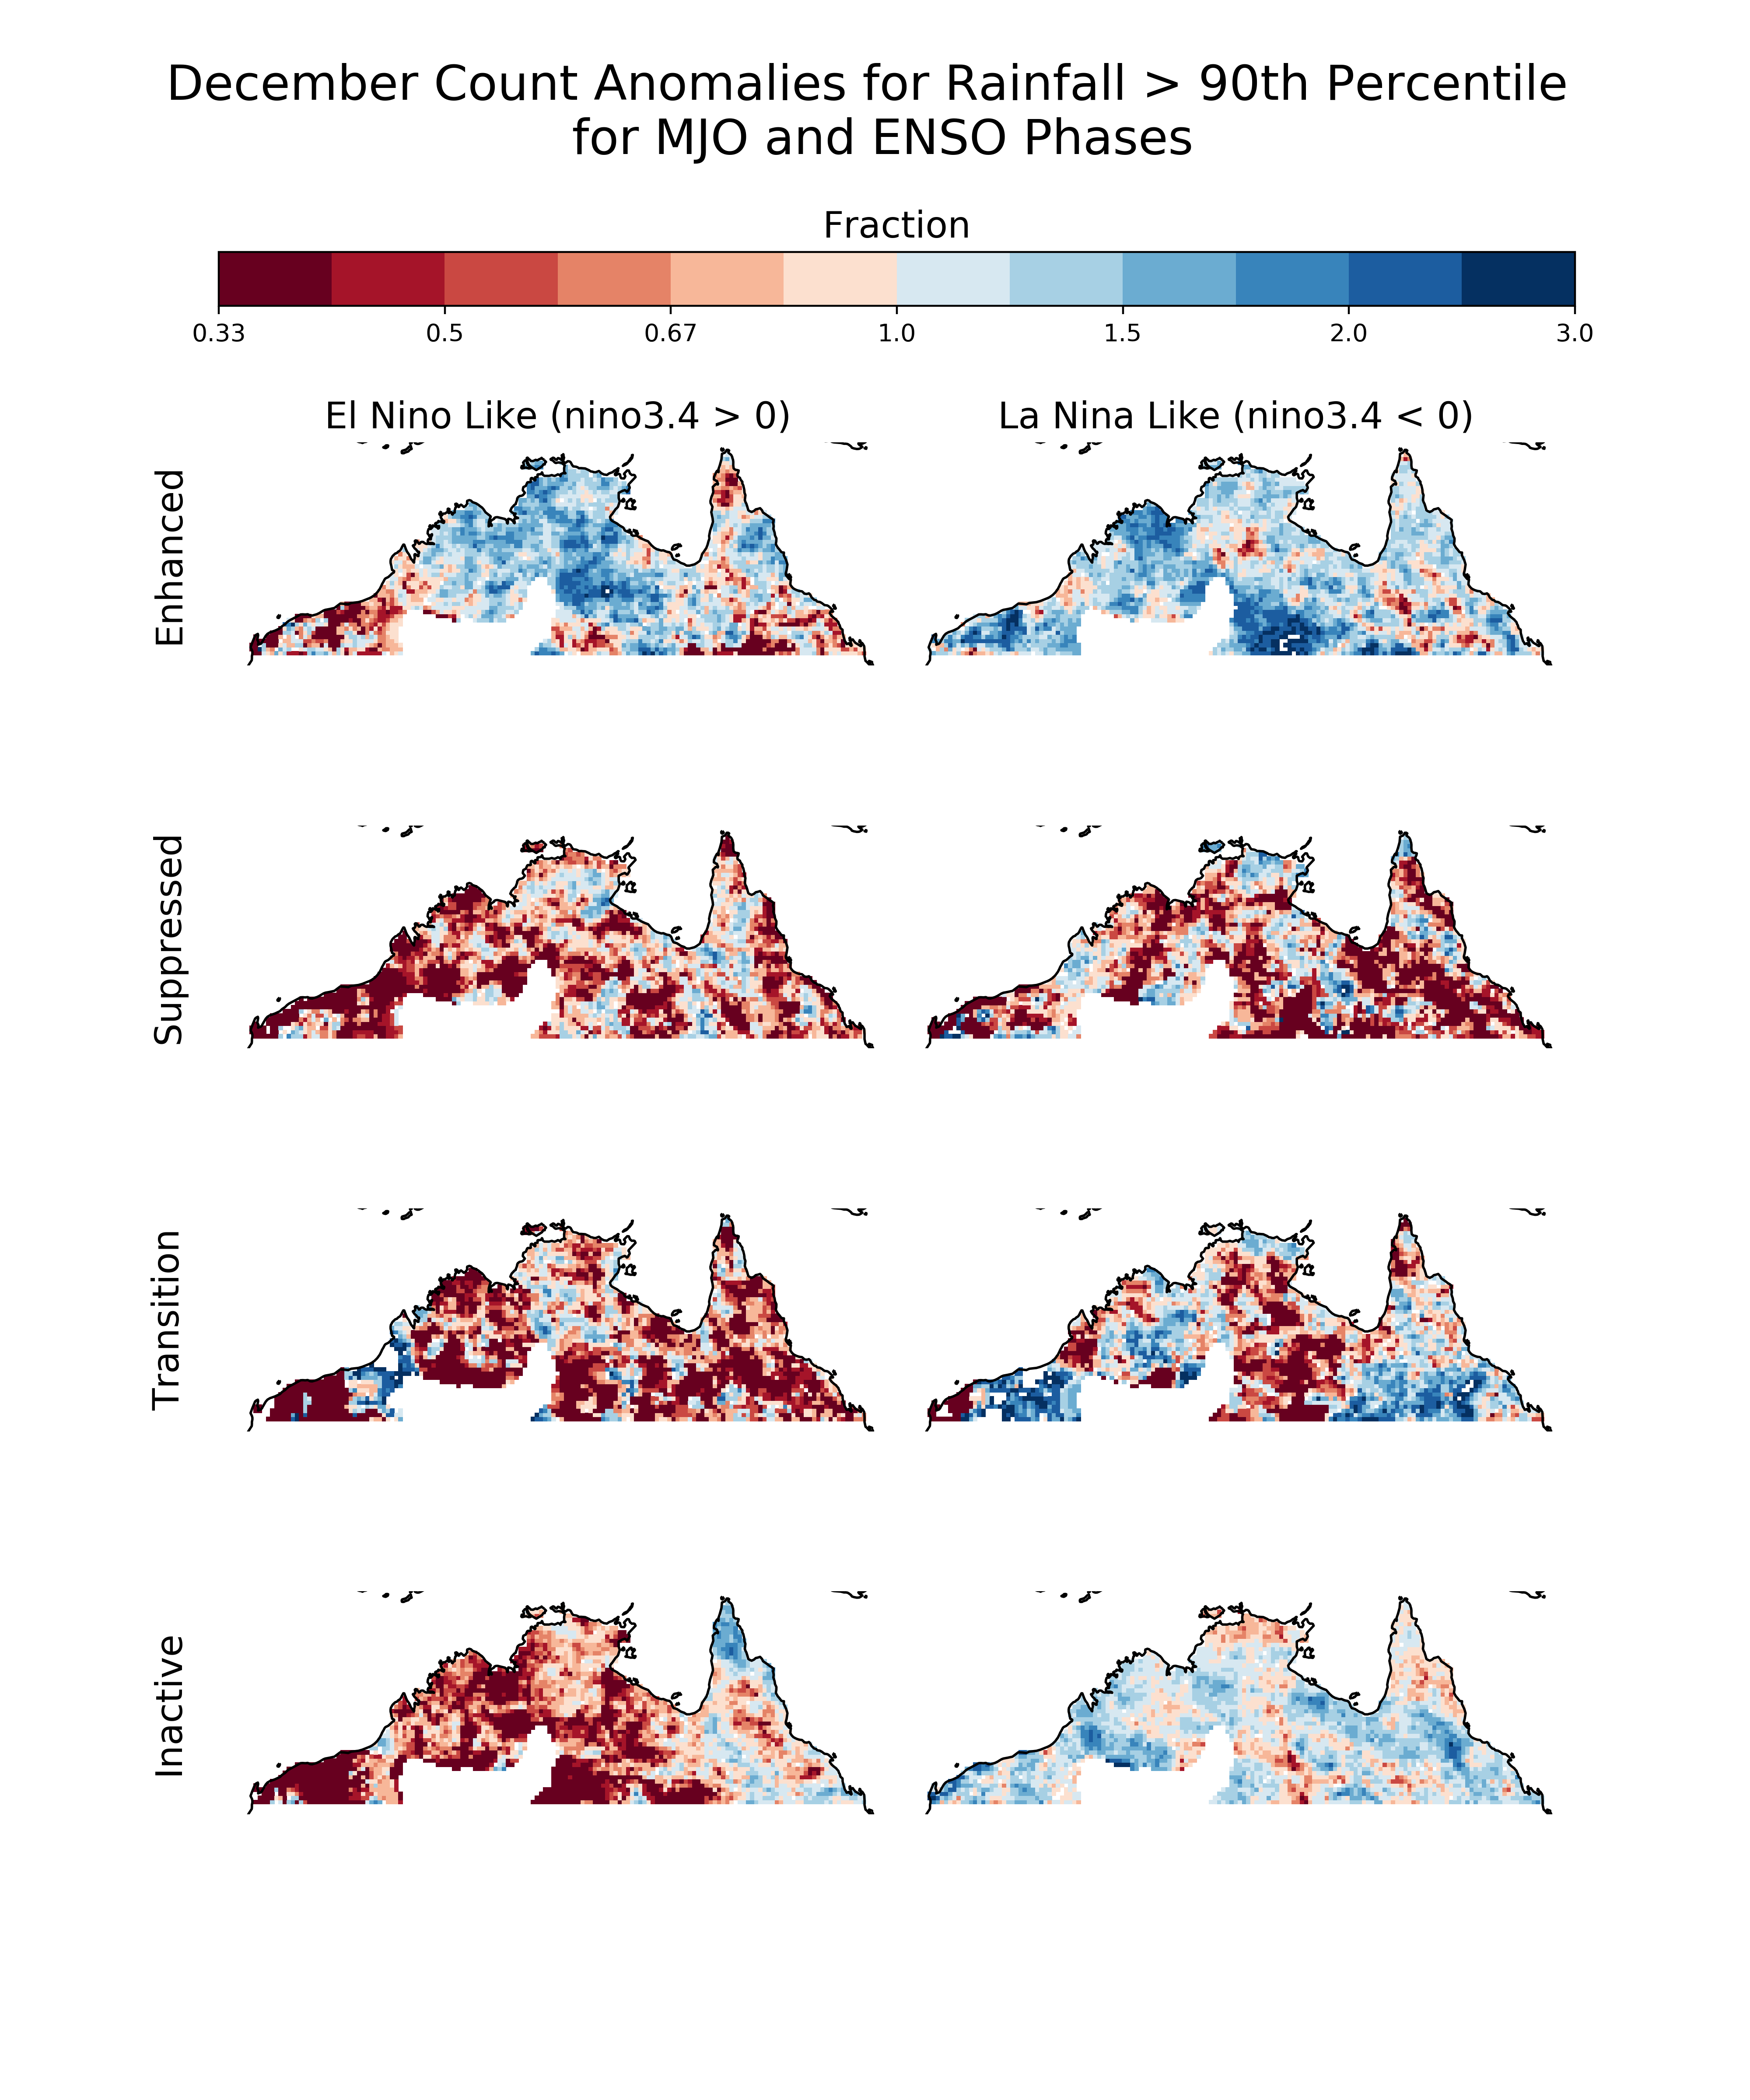 December Count Anomalies for Rainfall > 90th Percentile
for MJO and ENSO Phases
Fraction
0.33 0.5 0.67 1.0 1.5 2.0 3.0
El Nino Like (nino3.4 > 0) La Nina Like (nino3.4 < 0)
Enhanced
Suppressed
Transition
Inactive